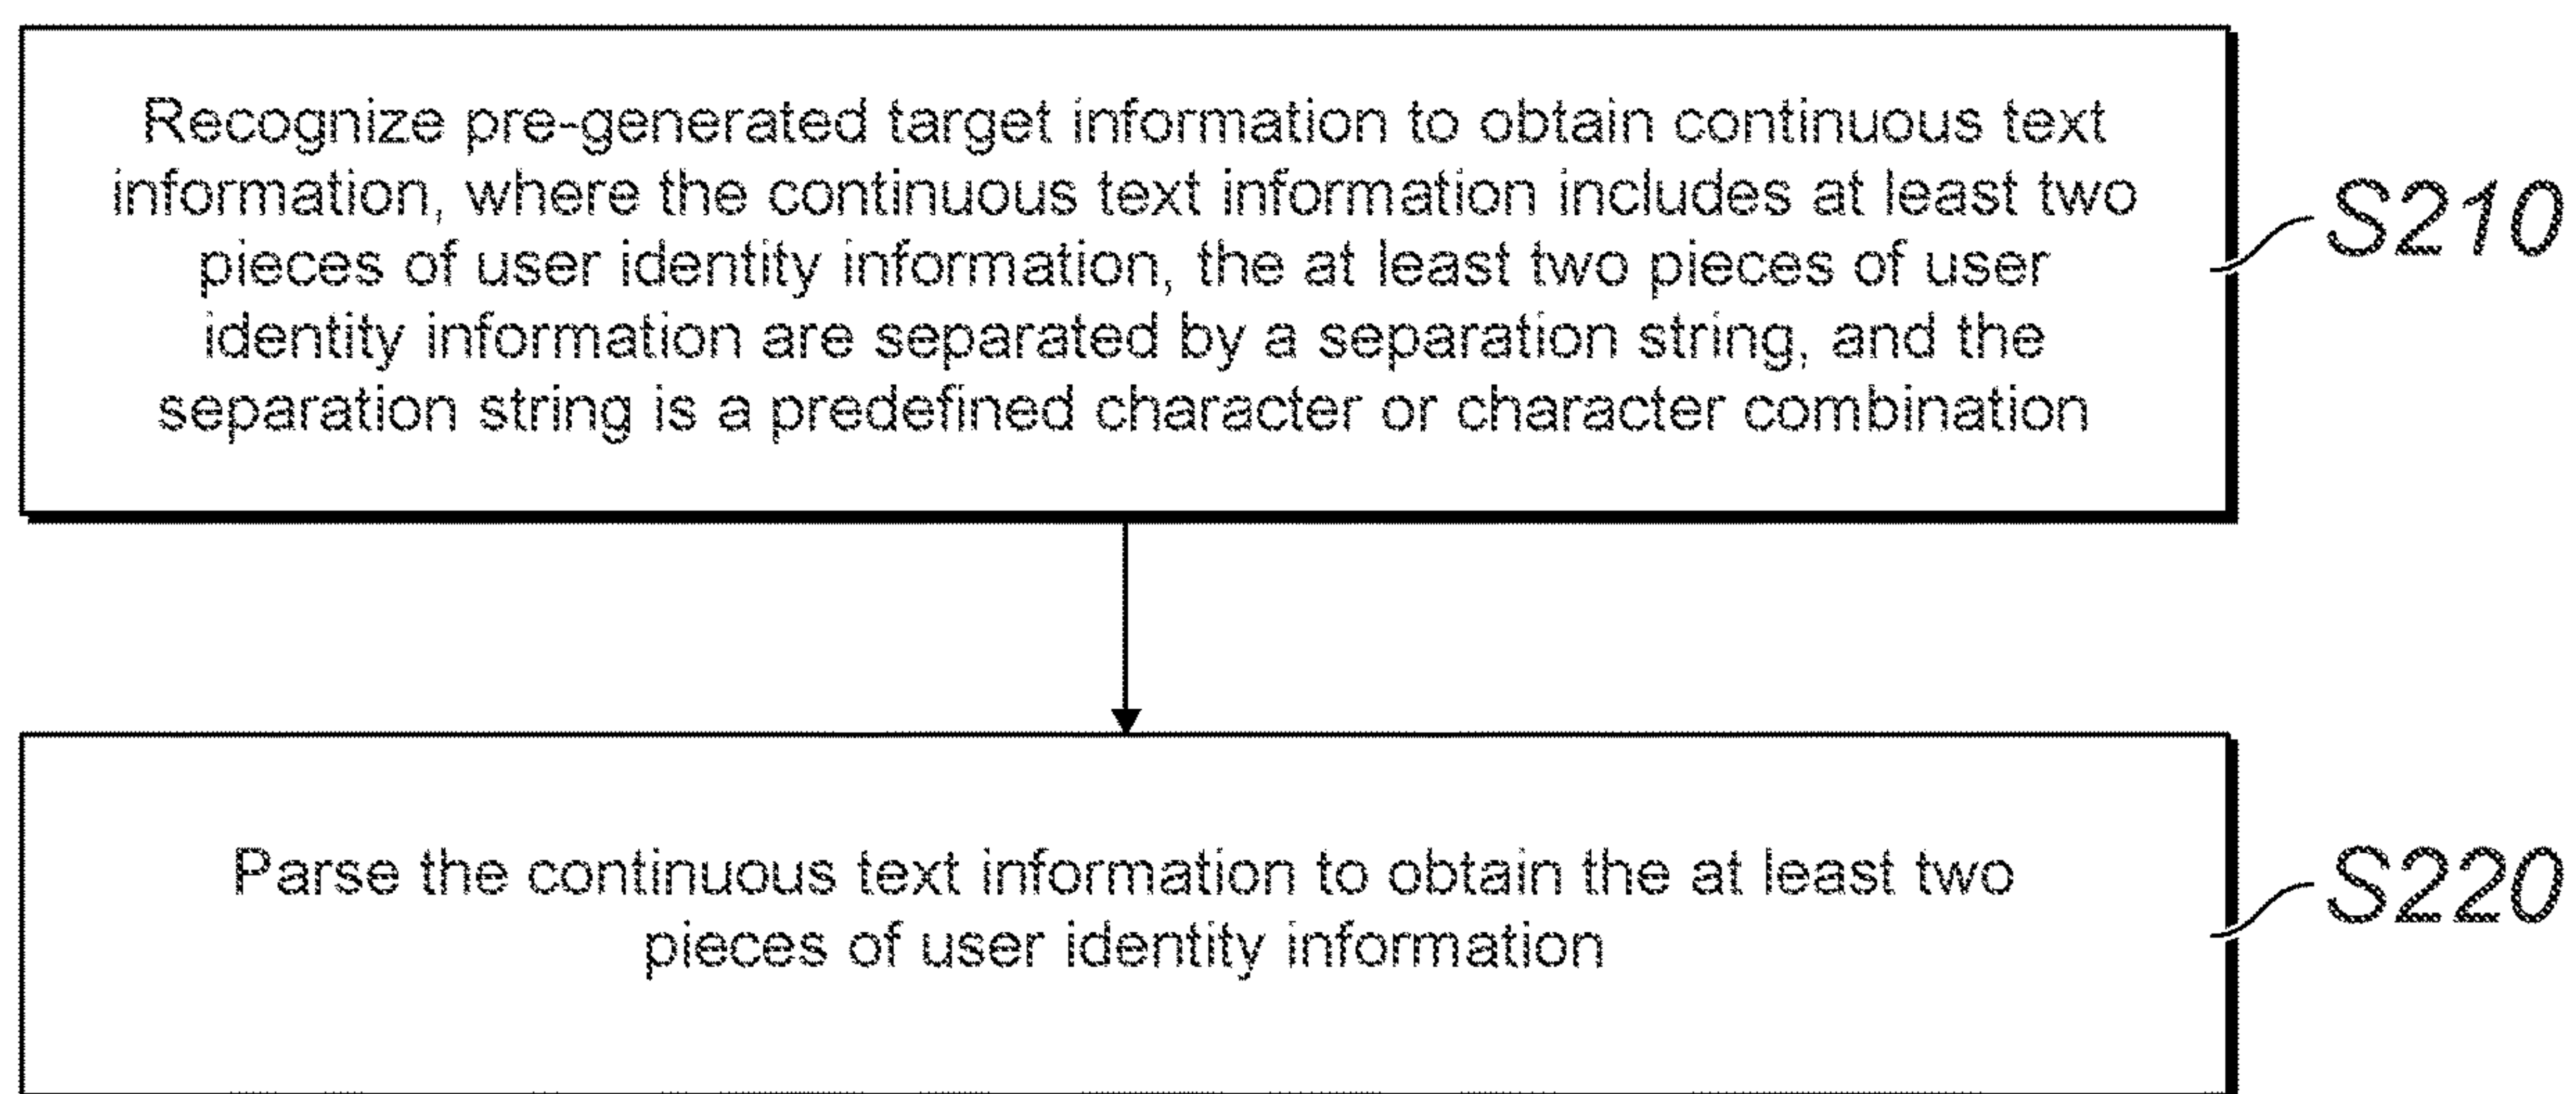 Recognize pre-generated target information to obtain continuous text
information, where the continuous text information includes at least two
pieces of user identity information, the at least two pieces of user
identity information are separated by a separation string, and the
separation string is a predefined character or character combination
S210
Parse the continuous text information to obtain the at least two
pieces of user identity information
S220